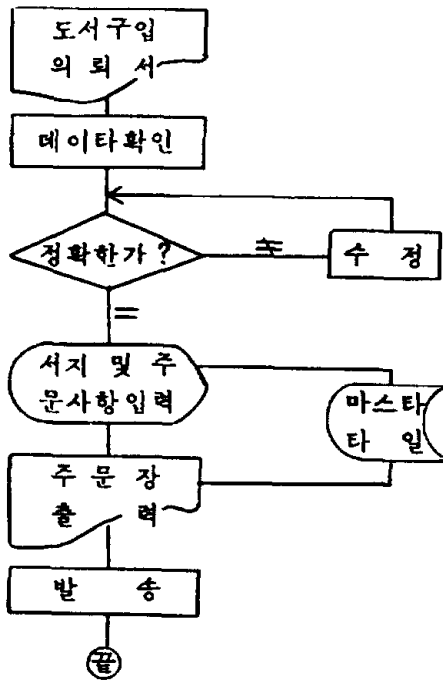 도서구입
의 뢰 서
데이타확인
정확한가?
≠
수 정
=
서지 및 주
문사항입력
마스타
타 일
주 문 장
출 력
발 송
끝